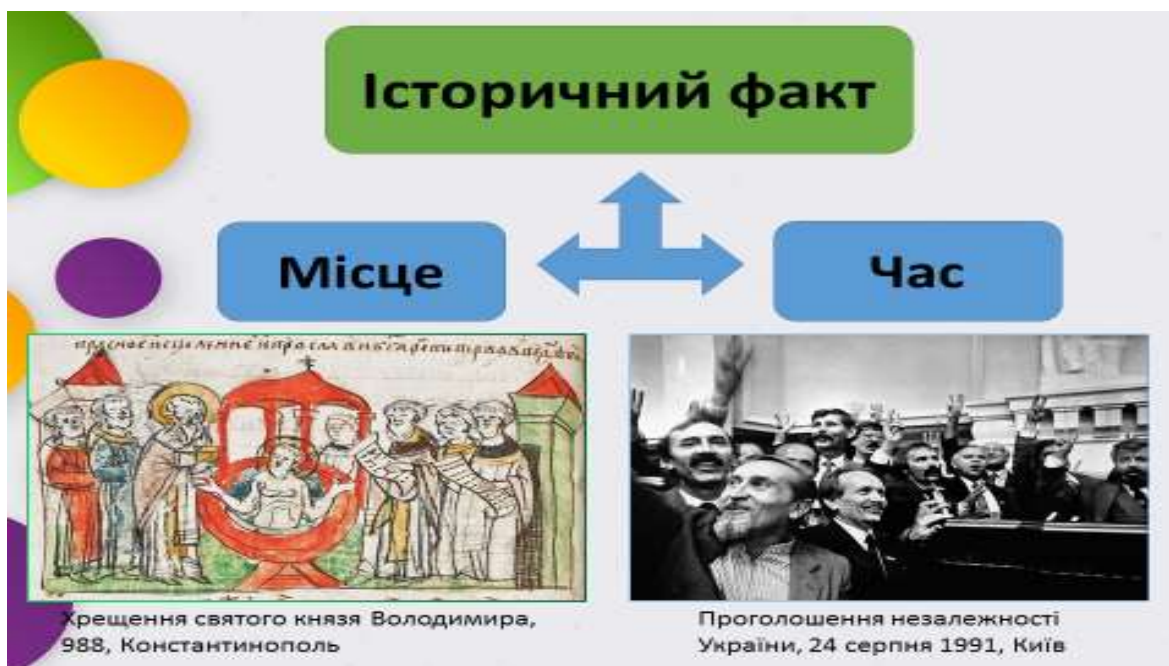 Історичний факт
Місце
Час
Хрещення святого князя Володимира,
988, Константинополь
Проголошення незалежності
України, 24 серпня 1991, Київ